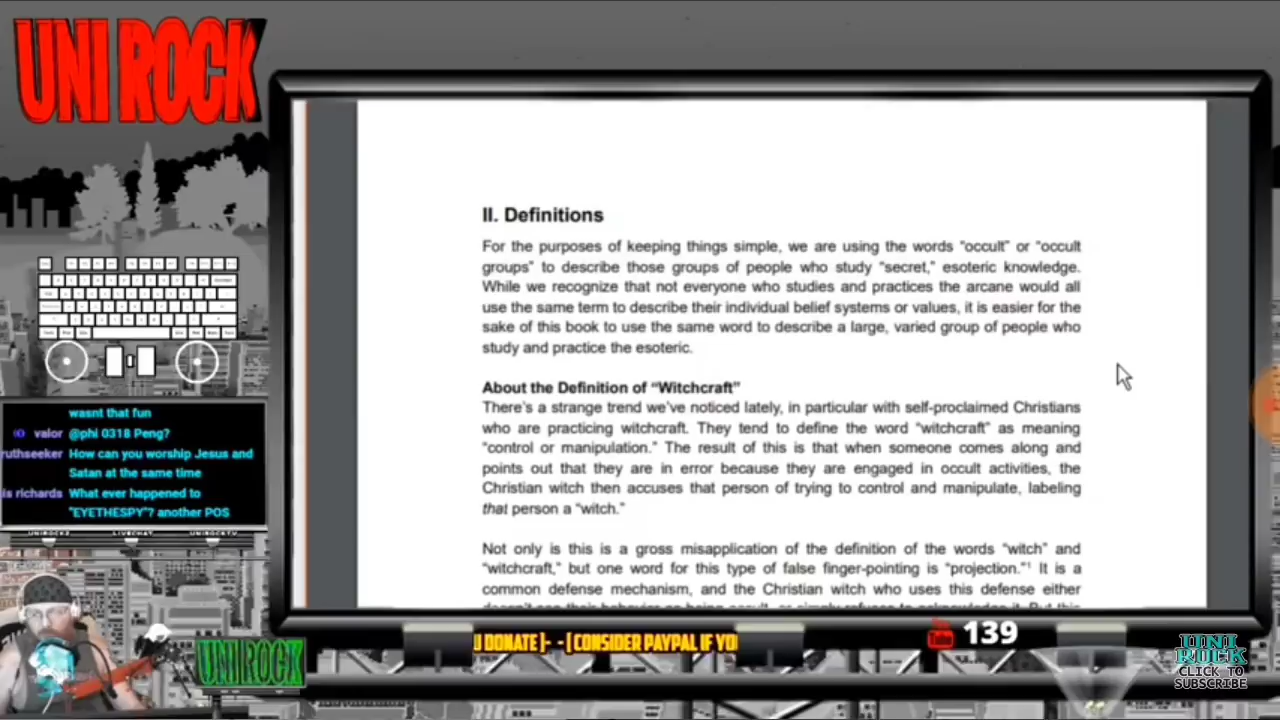 UNI ROCK
II. Definitions
For the purposes of keeping things simple, we are using the words “occult” or “occult
groups” to describe those groups of people who study “secret,” esoteric knowledge.
While we recognize that not everyone who studies and practices the arcane would all
use the same term to describe their individual belief systems or values, it is easier for the
sake of this book to use the same word to describe a large, varied group of people who
study and practice the esoteric.
About the Definition of “Witchcraft”
There’s a strange trend we’ve noticed lately, in particular with self-proclaimed Christians
who are practicing witchcraft. They tend to define the word “witchcraft” as meaning
“control or manipulation.” The result of this is that when someone comes along and
points out that they are in error because they are engaged in occult activities, the
Christian witch then accuses that person of trying to control and manipulate, labeling
that person a “witch.”
Not only is this is a gross misapplication of the definition of the words “witch” and
“witchcraft,” but one word for this type of false finger-pointing is “projection.”¹ It is a
common defense mechanism, and the Christian witch who uses this defense either
wasnt that fun
valor @phi 0318 Peng?
ruthseeker How can you worship Jesus and
Satan at the same time
is richards What ever happened to
"EYETHESPY"? another POS
UNIROCK2 LIVECHAT UNIROCKTV
UNI ROCK
U DONATE ]- -[ CONSIDER PAYPAL IF YO
139
UNI
ROCK
CLICK TO
SUBSCRIBE